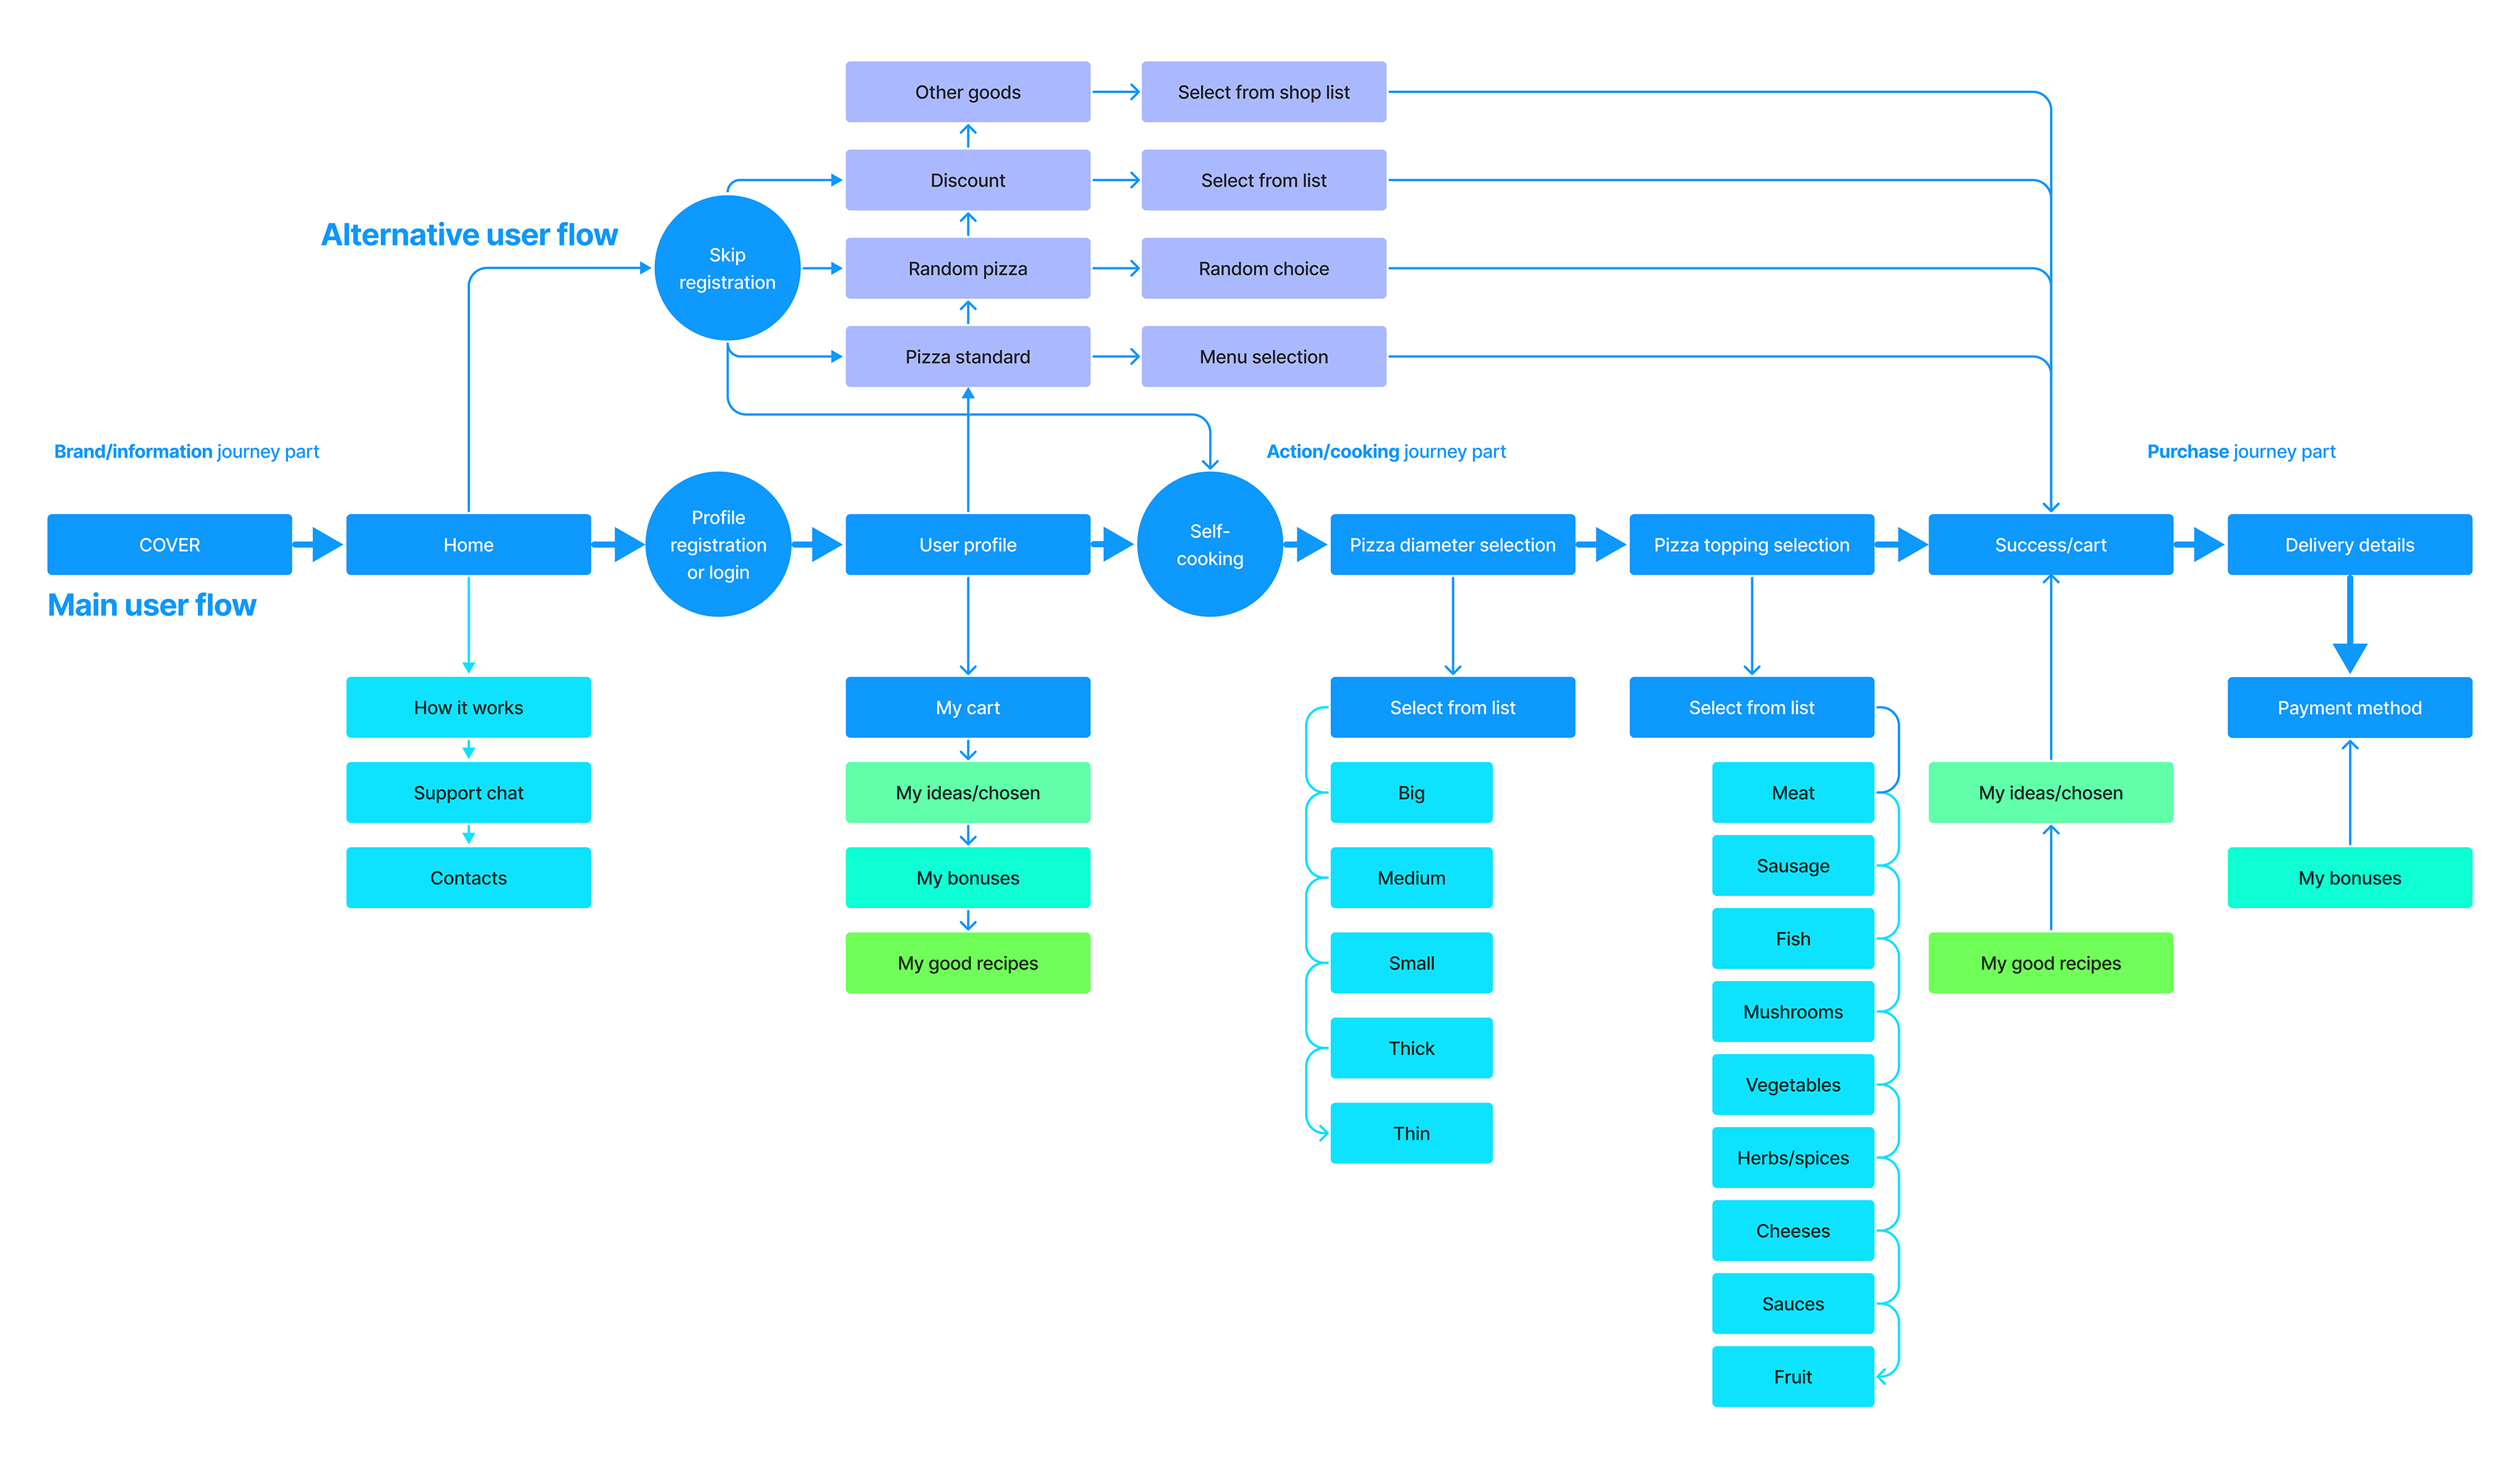 Other goods
Select from shop list
Discount
Select from list
Alternative user flow
Skip
registration
Random pizza
Random choice
Pizza standard
Menu selection
Brand/information journey part
Action/cooking journey part
Purchase journey part
COVER
Home
Profile
registration
or login
User profile
Self-
cooking
Pizza diameter selection
Pizza topping selection
Success/cart
Delivery details
Main user flow
How it works
My cart
Select from list
Select from list
Payment method
Support chat
My ideas/chosen
Big
Meat
My ideas/chosen
Contacts
My bonuses
Medium
Sausage
My bonuses
My good recipes
Small
Fish
My good recipes
Thick
Mushrooms
Thin
Vegetables
Herbs/spices
Cheeses
Sauces
Fruit